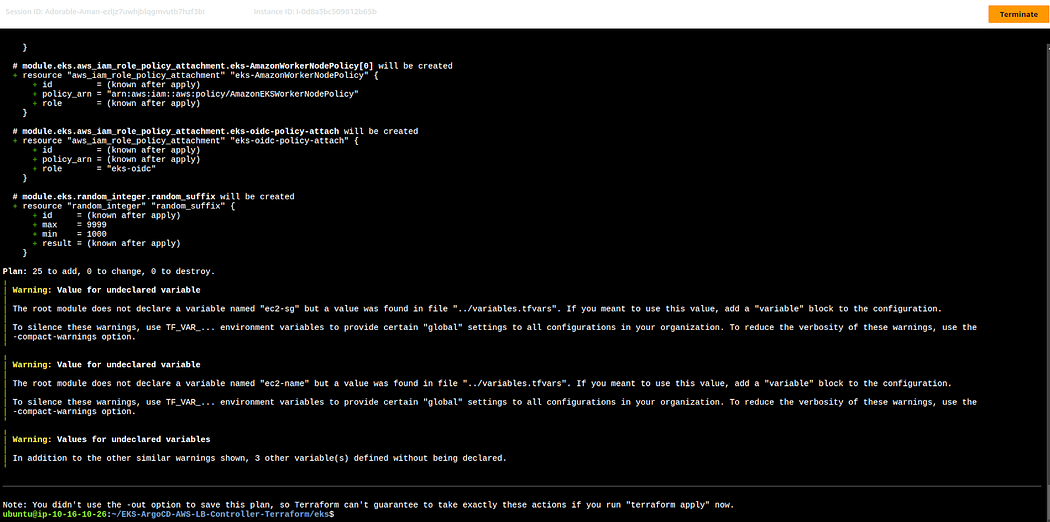 Session ID: Adorable-Aman-ezljz7uwhjblqgmvutb7hzf3bi
Instance ID: i-0d8a3bc509812b65b
Terminate
}
# module.eks.aws_iam_role_policy_attachment.eks-AmazonWorkerNodePolicy[0] will be created
+ resource "aws_iam_role_policy_attachment" "eks-AmazonWorkerNodePolicy" {
+ id         = (known after apply)
+ policy_arn = "arn:aws:iam::aws:policy/AmazonEKSWorkerNodePolicy"
+ role       = (known after apply)
}
# module.eks.aws_iam_role_policy_attachment.eks-oidc-policy-attach will be created
+ resource "aws_iam_role_policy_attachment" "eks-oidc-policy-attach" {
+ id         = (known after apply)
+ policy_arn = (known after apply)
+ role       = "eks-oidc"
}
# module.eks.random_integer.random_suffix will be created
+ resource "random_integer" "random_suffix" {
+ id     = (known after apply)
+ max    = 9999
+ min    = 1000
+ result = (known after apply)
}
Plan: 25 to add, 0 to change, 0 to destroy.
Warning: Value for undeclared variable
The root module does not declare a variable named "ec2-sg" but a value was found in file "../variables.tfvars". If you meant to use this value, add a "variable" block to the configuration.
To silence these warnings, use TF_VAR_... environment variables to provide certain "global" settings to all configurations in your organization. To reduce the verbosity of these warnings, use the
-compact-warnings option.
Warning: Value for undeclared variable
The root module does not declare a variable named "ec2-name" but a value was found in file "../variables.tfvars". If you meant to use this value, add a "variable" block to the configuration.
To silence these warnings, use TF_VAR_... environment variables to provide certain "global" settings to all configurations in your organization. To reduce the verbosity of these warnings, use the
-compact-warnings option.
Warning: Values for undeclared variables
In addition to the other similar warnings shown, 3 other variable(s) defined without being declared.
Note: You didn't use the -out option to save this plan, so Terraform can't guarantee to take exactly these actions if you run "terraform apply" now.
ubuntu@ip-10-16-10-26:~/EKS-ArgoCD-AWS-LB-Controller-Terraform/eks$